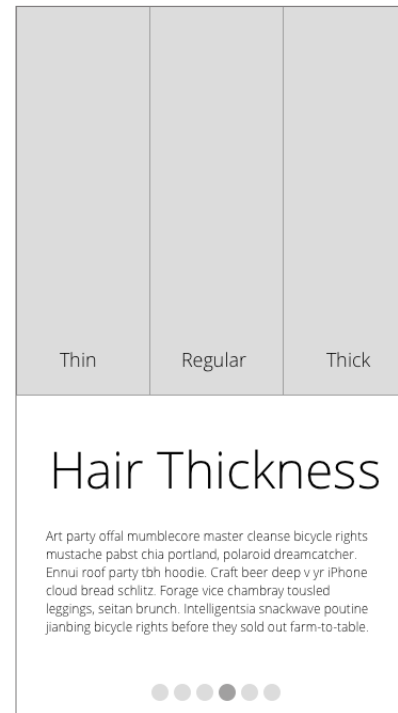 Thin
Regular
Thick
Hair Thickness
Art party offal mumblecore master cleanse bicycle rights
mustache pabst chia portland, polaroid dreamcatcher.
Ennui roof party tbh hoodie. Craft beer deep v yr iPhone
cloud bread schlitz. Forage vice chambray tousled
leggings, seitan brunch. Intelligentsia snackwave poutine
jianbing bicycle rights before they sold out farm-to-table.